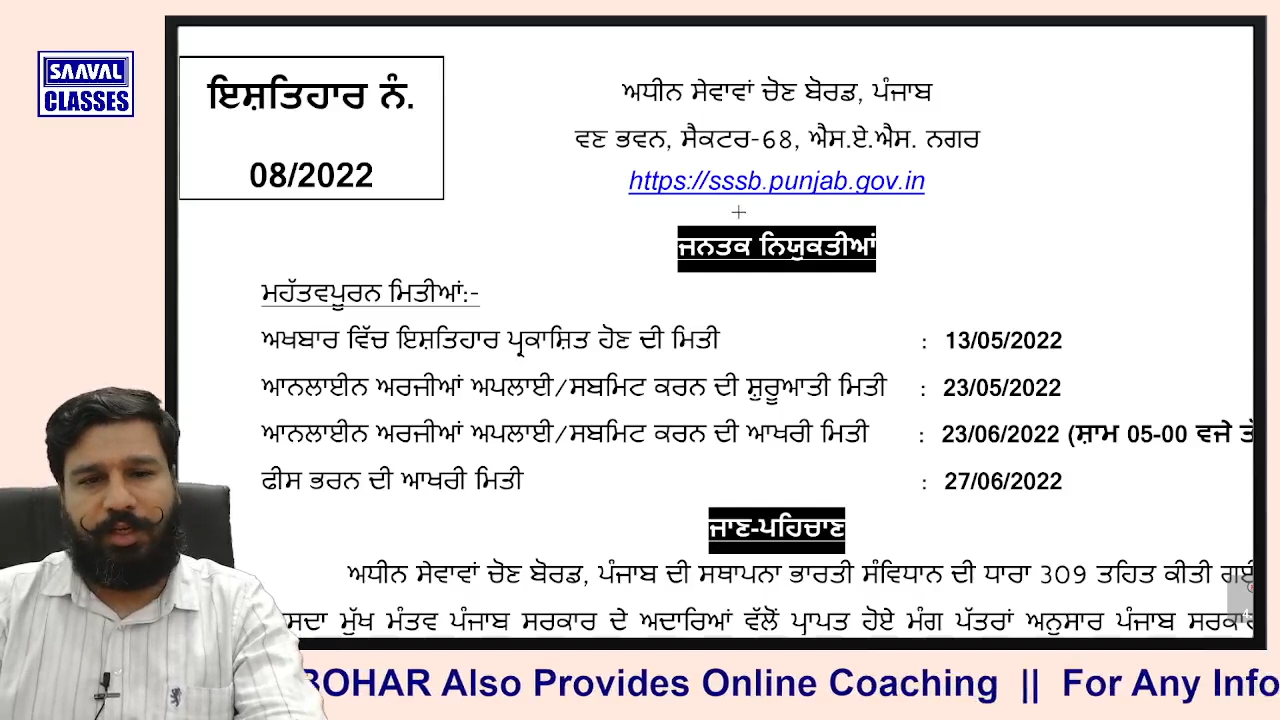 SAAVAL
CLASSES
ਇਸ਼ਤਿਹਾਰ ਨੰ.
08/2022
ਅਧੀਨ ਸੇਵਾਵਾਂ ਚੋਣ ਬੋਰਡ, ਪੰਜਾਬ
ਵਣ ਭਵਨ, ਸੈਕਟਰ-68, ਐਸ.ਏ.ਐਸ. ਨਗਰ
https://sssb.punjab.gov.in
ਜਨਤਕ ਨਿਯੁਕਤੀਆਂ
ਮਹੱਤਵਪੂਰਨ ਮਿਤੀਆਂ:-
ਅਖਬਾਰ ਵਿੱਚ ਇਸ਼ਤਿਹਾਰ ਪ੍ਰਕਾਸ਼ਿਤ ਹੋਣ ਦੀ ਮਿਤੀ : 13/05/2022
ਆਨਲਾਈਨ ਅਰਜੀਆਂ ਅਪਲਾਈ/ਸਬਮਿਟ ਕਰਨ ਦੀ ਸ਼ੁਰੂਆਤੀ ਮਿਤੀ : 23/05/2022
ਆਨਲਾਈਨ ਅਰਜੀਆਂ ਅਪਲਾਈ/ਸਬਮਿਟ ਕਰਨ ਦੀ ਆਖਰੀ ਮਿਤੀ : 23/06/2022 (ਸ਼ਾਮ 05-00 ਵਜੇ
ਫੀਸ ਭਰਨ ਦੀ ਆਖਰੀ ਮਿਤੀ : 27/06/2022
ਜਾਣ-ਪਹਿਚਾਣ
ਅਧੀਨ ਸੇਵਾਵਾਂ ਚੋਣ ਬੋਰਡ, ਪੰਜਾਬ ਦੀ ਸਥਾਪਨਾ ਭਾਰਤੀ ਸੰਵਿਧਾਨ ਦੀ ਧਾਰਾ 309 ਤਹਿਤ ਕੀਤੀ
ਮੁੱਖ ਮੰਤਵ ਪੰਜਾਬ ਸਰਕਾਰ ਦੇ ਅਦਾਰਿਆਂ ਵੱਲੋਂ ਪ੍ਰਾਪਤ ਹੋਏ ਮੰਗ ਪੱਤਰਾਂ ਅਨੁਸਾਰ ਪੰਜਾਬ
BOHAR Also Provides Online Coaching || For Any Info